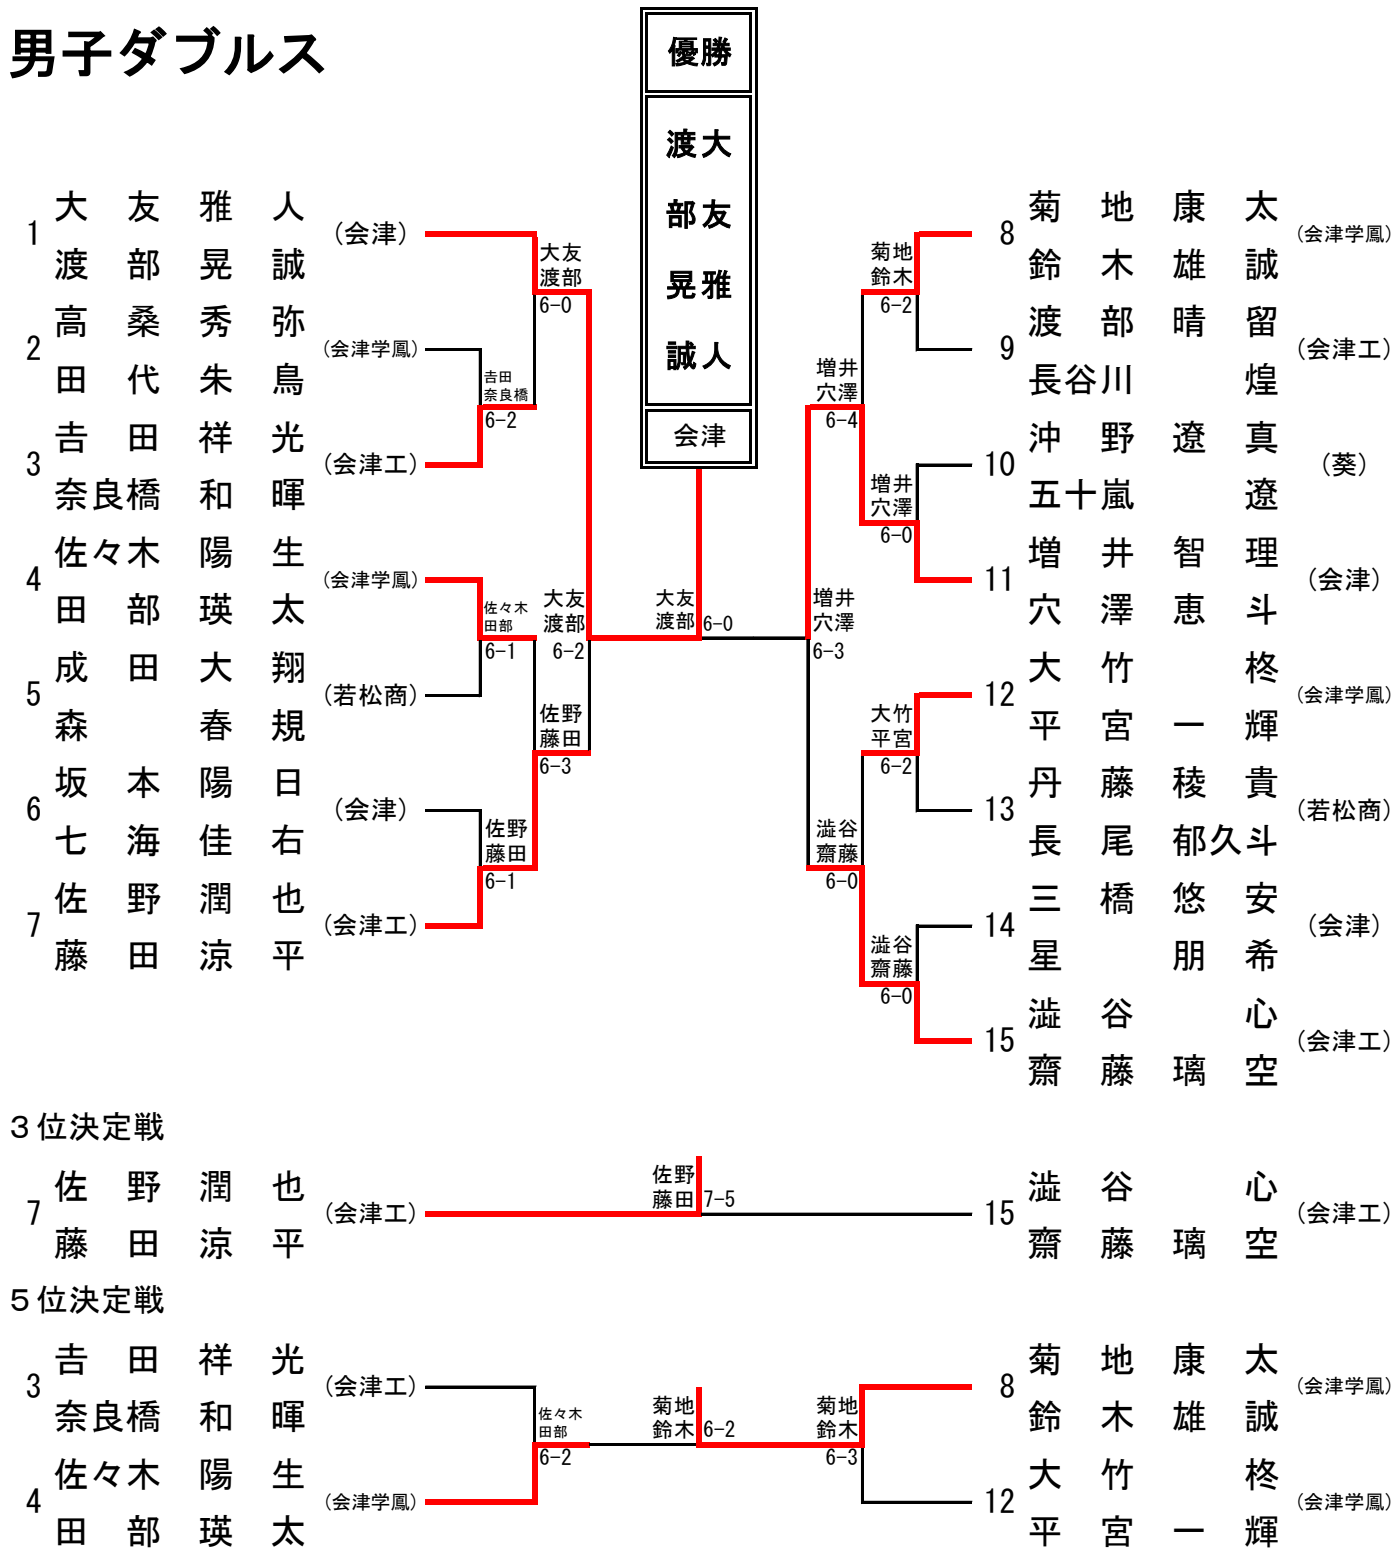 男子ダブルス
優勝
大友雅人
渡部晃誠
会津
1 大友雅人 渡部晃誠 (会津)
2 高桑秀弥 田代朱鳥 (会津学鳳)
3 𠮷田祥光 奈良橋和暉 (会津工)
4 佐々木陽生 田部瑛太 (会津学鳳)
5 成田大翔 森春規 (若松商)
6 坂本陽日 七海佳右 (会津)
7 佐野潤也 藤田涼平 (会津工)
大友
渡部
6-0
𠮷田
奈良橋
6-2
佐々木
田部
6-1
大友
渡部
6-2
佐野
藤田
6-3
佐野
藤田
6-1
大友
渡部
6-0
8 菊地康太 鈴木雄誠 (会津学鳳)
9 渡部晴留 長谷川煌 (会津工)
10 沖野遼真 五十嵐遼 (葵)
11 増井智理 穴澤恵斗 (会津)
12 大竹柊 平宮一輝 (会津学鳳)
13 丹藤稜貴 長尾郁久斗 (若松商)
14 三橋悠安 星朋希 (会津)
15 澁谷心 齋藤璃空 (会津工)
菊地
鈴木
6-2
増井
穴澤
6-4
増井
穴澤
6-0
増井
穴澤
6-3
大竹
平宮
6-2
澁谷
齋藤
6-0
澁谷
齋藤
6-0
３位決定戦
7 佐野潤也 藤田涼平 (会津工)
佐野
藤田
7-5
15 澁谷心 齋藤璃空 (会津工)
５位決定戦
3 𠮷田祥光 奈良橋和暉 (会津工)
4 佐々木陽生 田部瑛太 (会津学鳳)
佐々木
田部
6-2
菊地
鈴木
6-2
菊地
鈴木
6-3
8 菊地康太 鈴木雄誠 (会津学鳳)
12 大竹柊 平宮一輝 (会津学鳳)